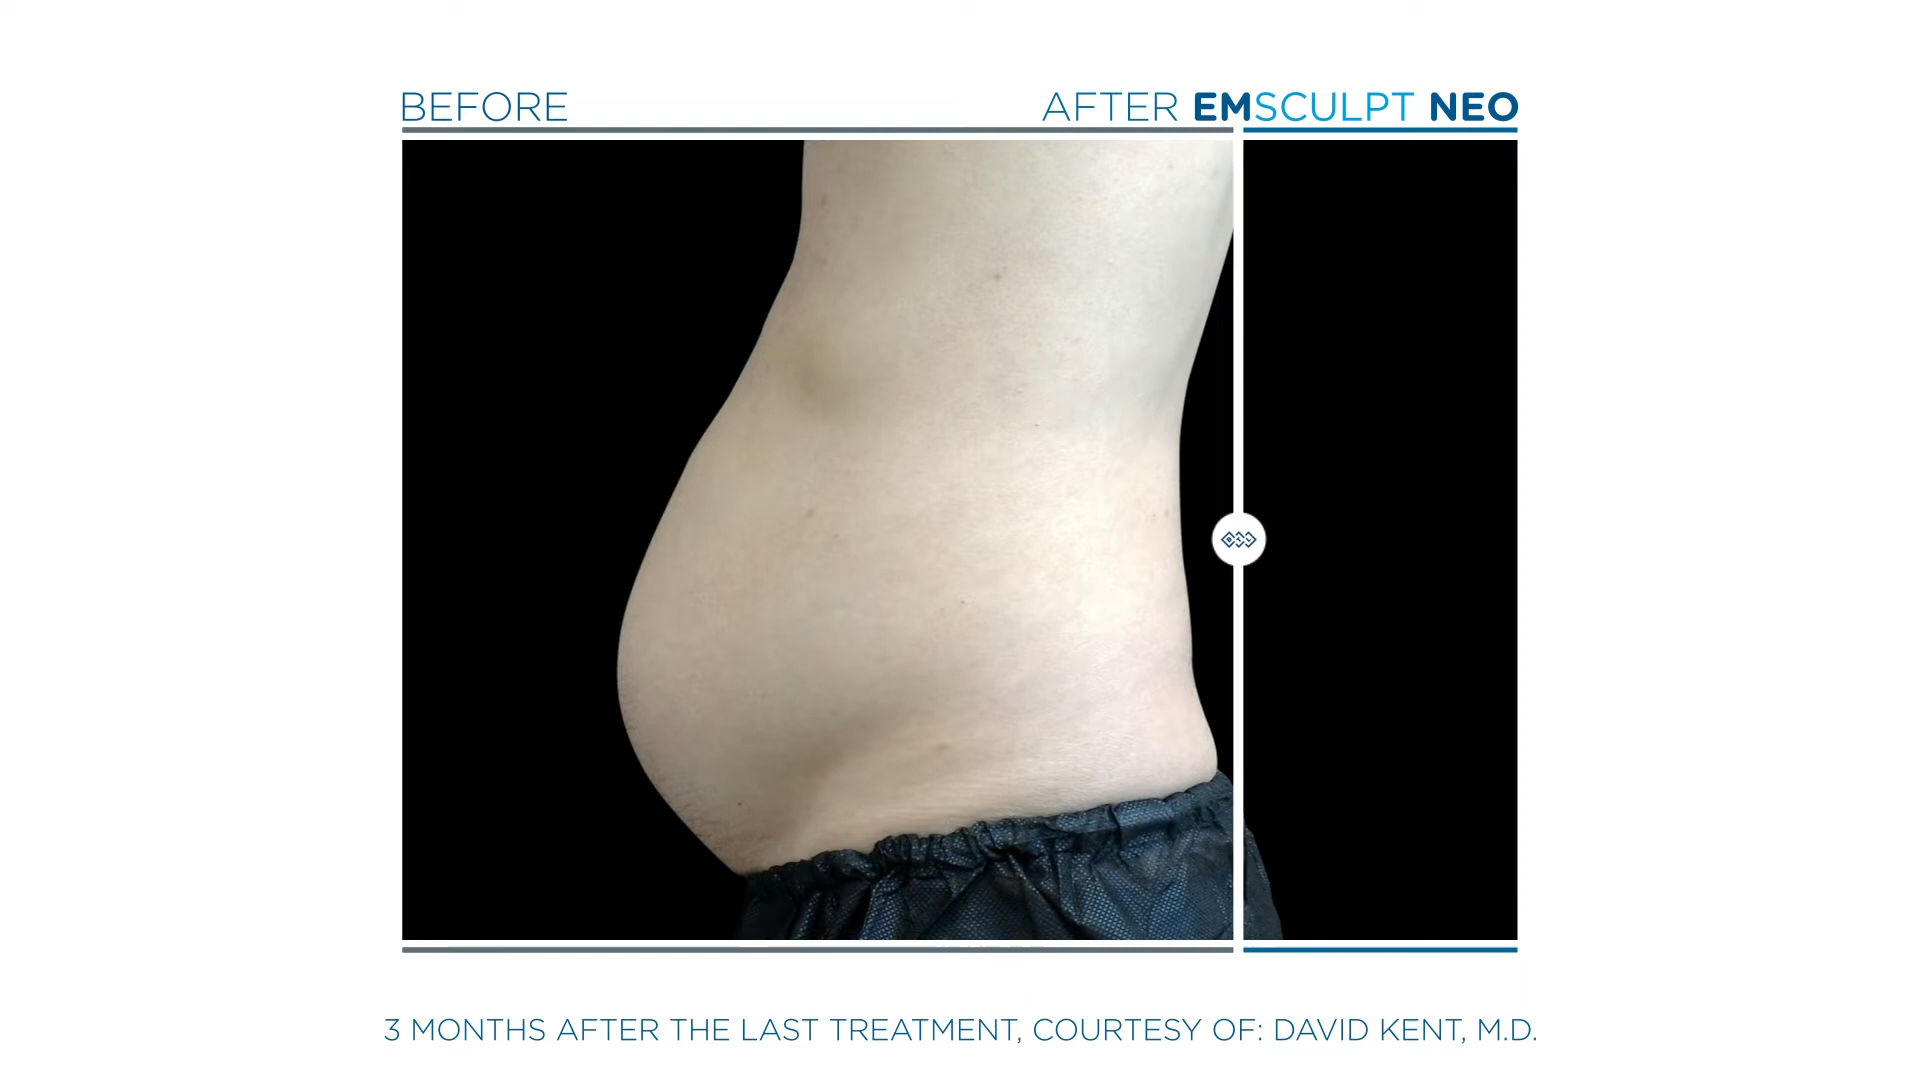 BEFORE
AFTER EMSCULPT NEO
3 MONTHS AFTER THE LAST TREATMENT, COURTESY OF: DAVID KENT, M.D.